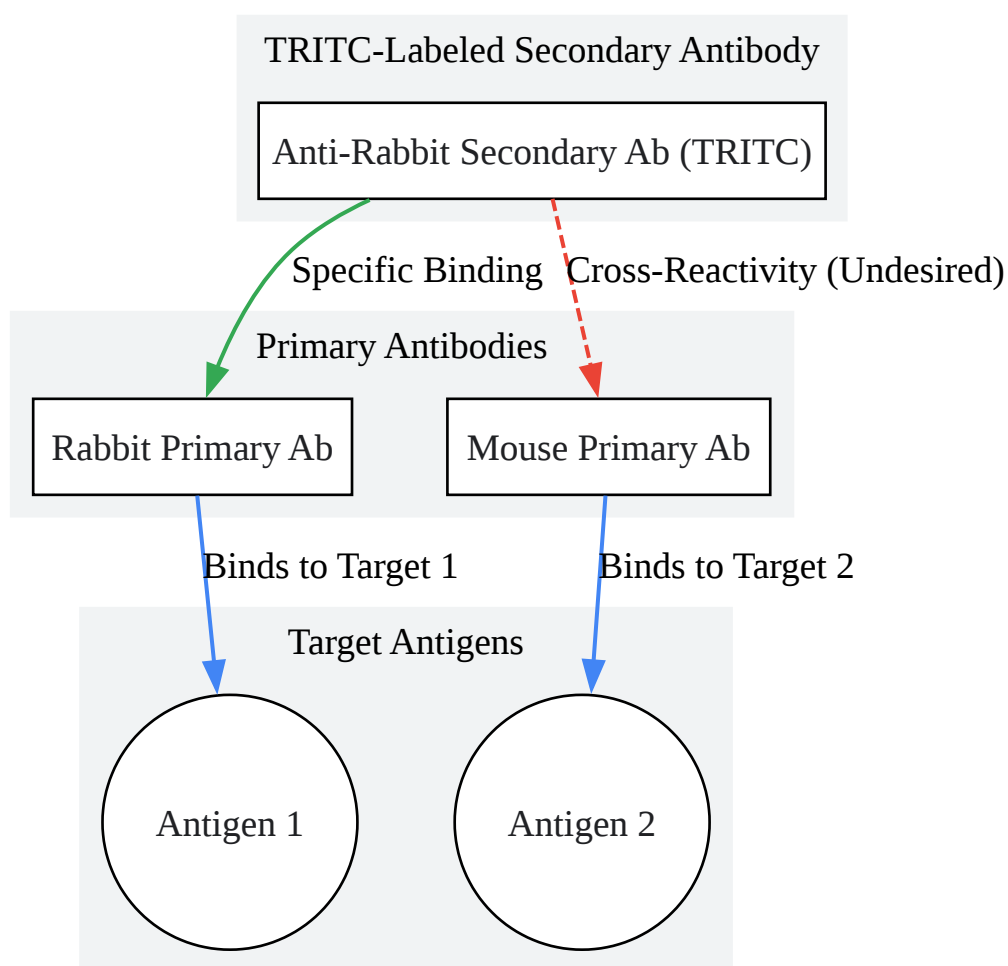 TRITC-Labeled Secondary Antibody
Anti-Rabbit Secondary Ab (TRITC)
Specific Binding
Cross-Reactivity (Undesired)
Primary Antibodies
Rabbit Primary Ab
Mouse Primary Ab
Binds to Target 1
Binds to Target 2
Target Antigens
Antigen 1
Antigen 2